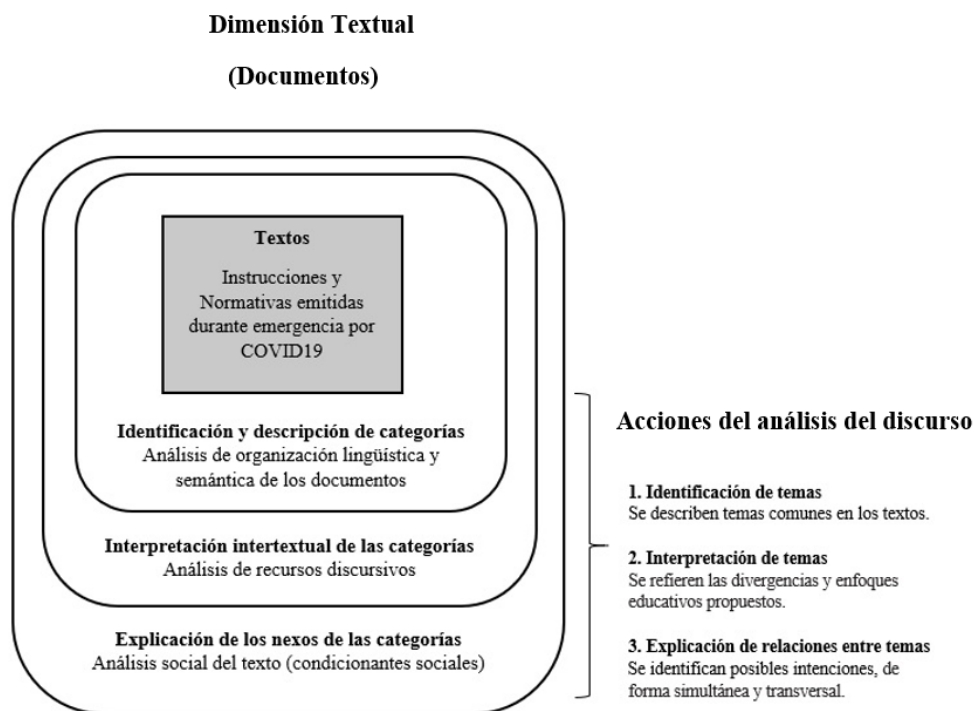 Dimensión Textual
(Documentos)
Textos
Instrucciones y
Normativas emitidas
durante emergencia por
COVID19
Identificación y descripción de categorías
Análisis de organización lingüística y
semántica de los documentos
Interpretación intertextual de las categorías
Análisis de recursos discursivos
Explicación de los nexos de las categorías
Análisis social del texto (condicionantes sociales)
Acciones del análisis del discurso
1. Identificación de temas
Se describen temas comunes en los textos.
2. Interpretación de temas
Se refieren las divergencias y enfoques
educativos propuestos.
3. Explicación de relaciones entre temas
Se identifican posibles intenciones, de
forma simultánea y transversal.